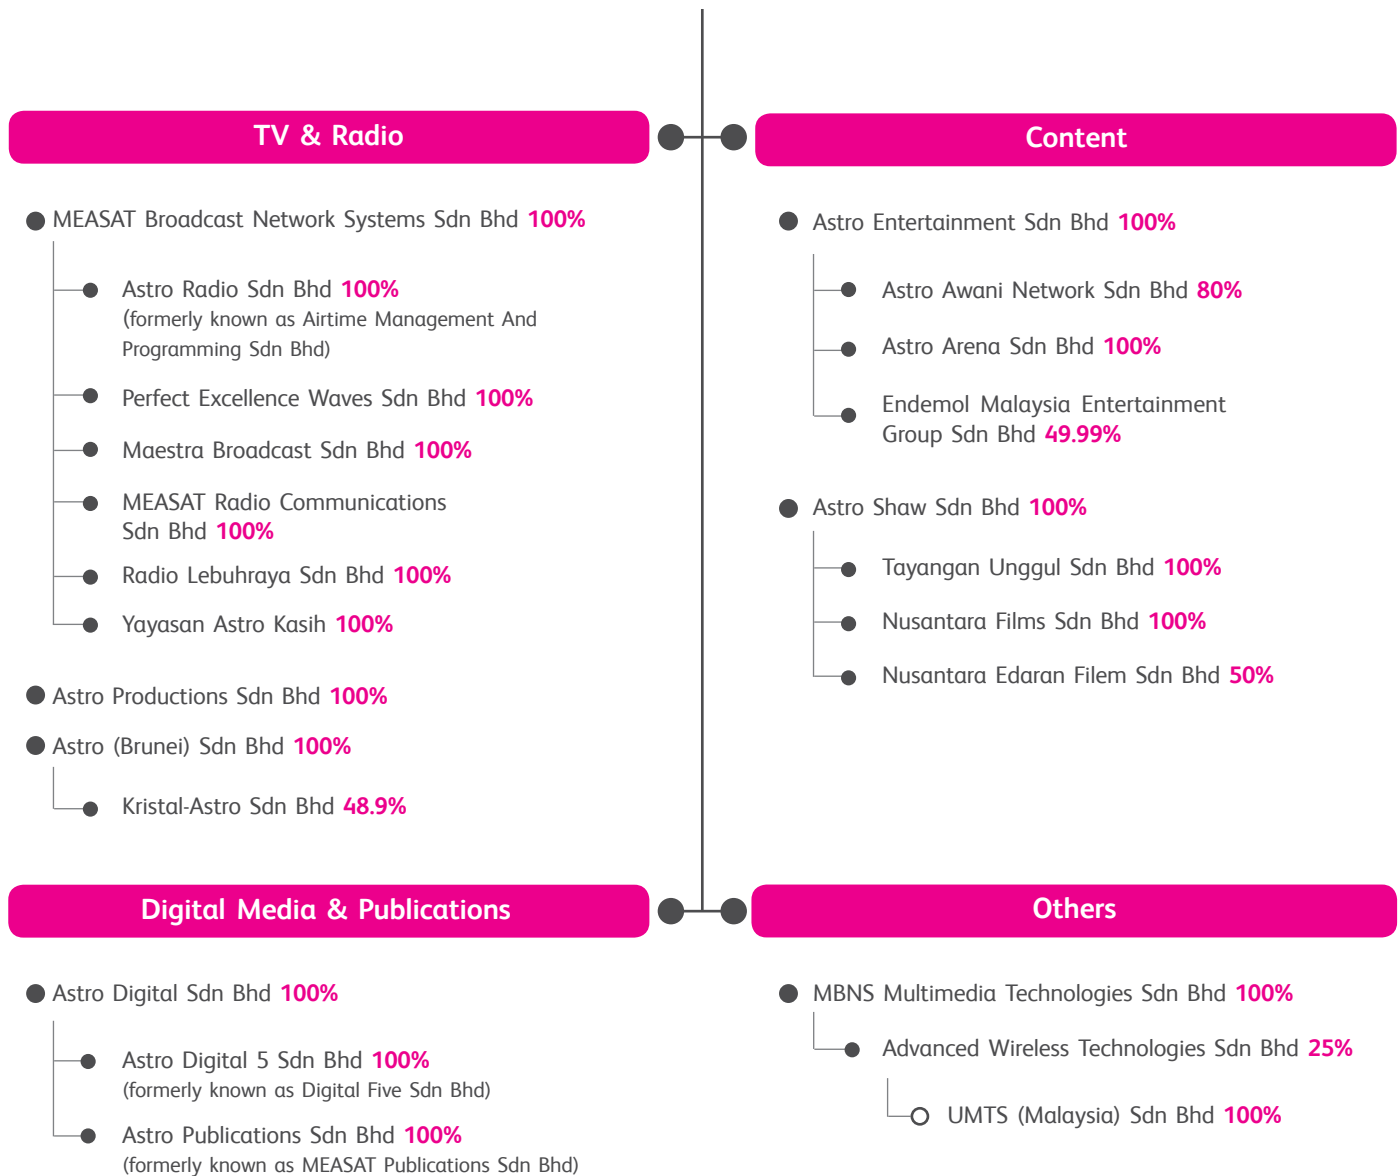 TV & Radio
MEASAT Broadcast Network Systems Sdn Bhd 100%
Astro Radio Sdn Bhd 100%
(formerly known as Airtime Management And
Programming Sdn Bhd)
Perfect Excellence Waves Sdn Bhd 100%
Maestra Broadcast Sdn Bhd 100%
MEASAT Radio Communications
Sdn Bhd 100%
Radio Lebuhraya Sdn Bhd 100%
Yayasan Astro Kasih 100%
Astro Productions Sdn Bhd 100%
Astro (Brunei) Sdn Bhd 100%
Kristal-Astro Sdn Bhd 48.9%
Content
Astro Entertainment Sdn Bhd 100%
Astro Awani Network Sdn Bhd 80%
Astro Arena Sdn Bhd 100%
Endemol Malaysia Entertainment
Group Sdn Bhd 49.99%
Astro Shaw Sdn Bhd 100%
Tayangan Unggul Sdn Bhd 100%
Nusantara Films Sdn Bhd 100%
Nusantara Edaran Filem Sdn Bhd 50%
Digital Media & Publications
Astro Digital Sdn Bhd 100%
Astro Digital 5 Sdn Bhd 100%
(formerly known as Digital Five Sdn Bhd)
Astro Publications Sdn Bhd 100%
(formerly known as MEASAT Publications Sdn Bhd)
Others
MBNS Multimedia Technologies Sdn Bhd 100%
Advanced Wireless Technologies Sdn Bhd 25%
UMTS (Malaysia) Sdn Bhd 100%